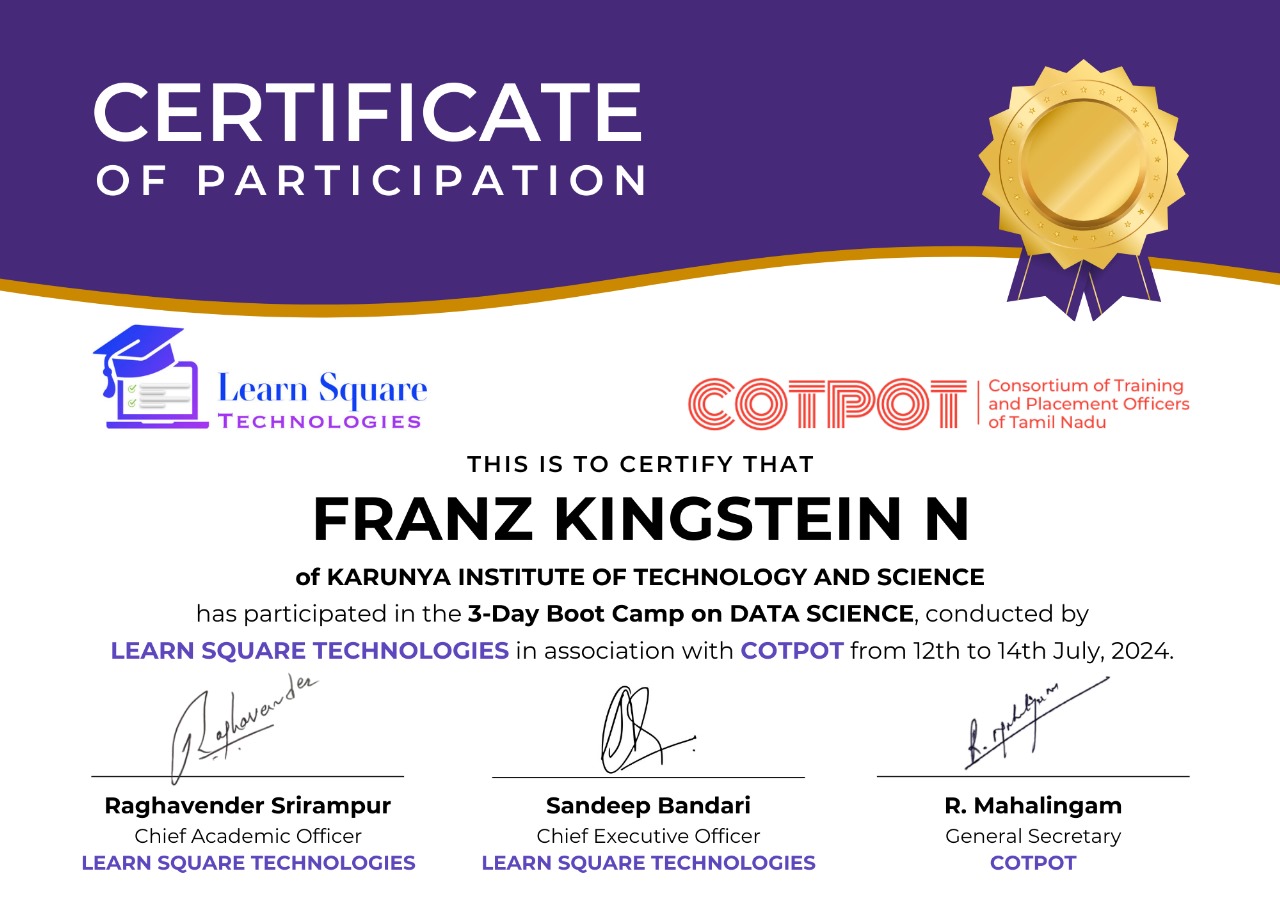 CERTIFICATE
OF PARTICIPATION
Learn Square
TECHNOLOGIES
COTPOT
Consortium of Training
and Placement Officers
of Tamil Nadu
THIS IS TO CERTIFY THAT
FRANZ KINGSTEIN N
of KARUNYA INSTITUTE OF TECHNOLOGY AND SCIENCE
has participated in the 3-Day Boot Camp on DATA SCIENCE, conducted by
LEARN SQUARE TECHNOLOGIES in association with COTPOT from 12th to 14th July, 2024.
Raghavender
R. Mahalingam
Raghavender Srirampur
Chief Academic Officer
LEARN SQUARE TECHNOLOGIES
Sandeep Bandari
Chief Executive Officer
LEARN SQUARE TECHNOLOGIES
R. Mahalingam
General Secretary
COTPOT